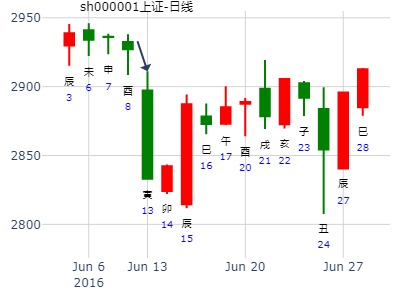 sh000001上证-日线
2950
2900
2850
2800
辰
3
未
6
申
7
酉
8
寅
13
卯
14
辰
15
巳
16
午
17
酉
20
戌
21
亥
22
子
23
丑
24
辰
27
巳
28
Jun 6
2016
Jun 13
Jun 20
Jun 27